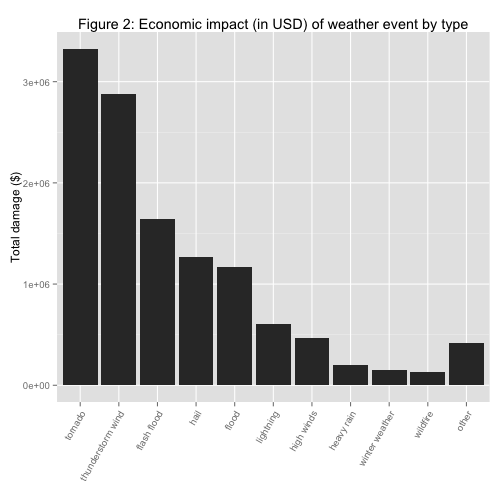 Figure 2: Economic impact (in USD) of weather event by type
Total damage ($)
3e+06
2e+06
1e+06
0e+00
tornado
thunderstorm wind
flash flood
hail
flood
lightning
high winds
heavy rain
winter weather
wildfire
other